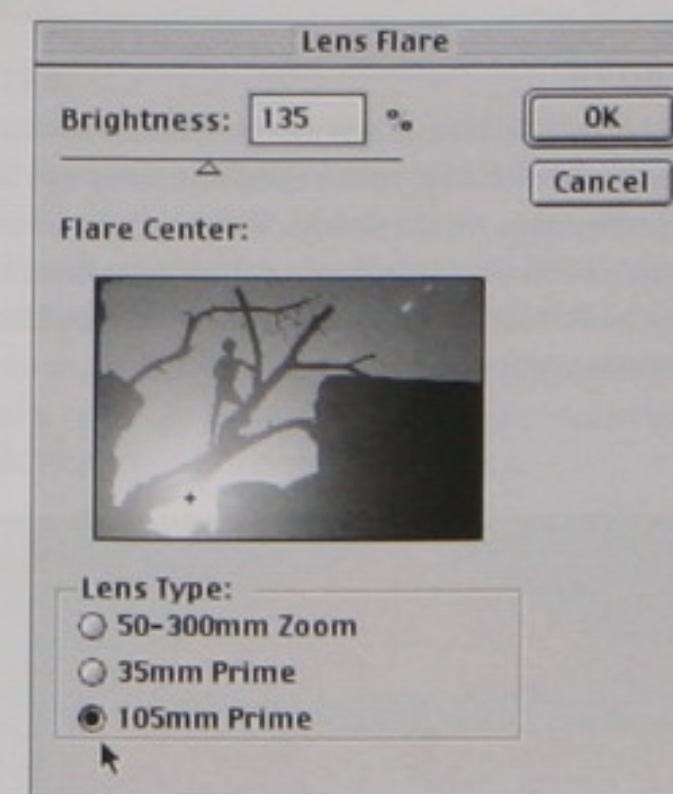 Lens Flare
Brightness: 135 %
OK
Cancel
Flare Center:
Lens Type:
50-300mm Zoom
35mm Prime
105mm Prime